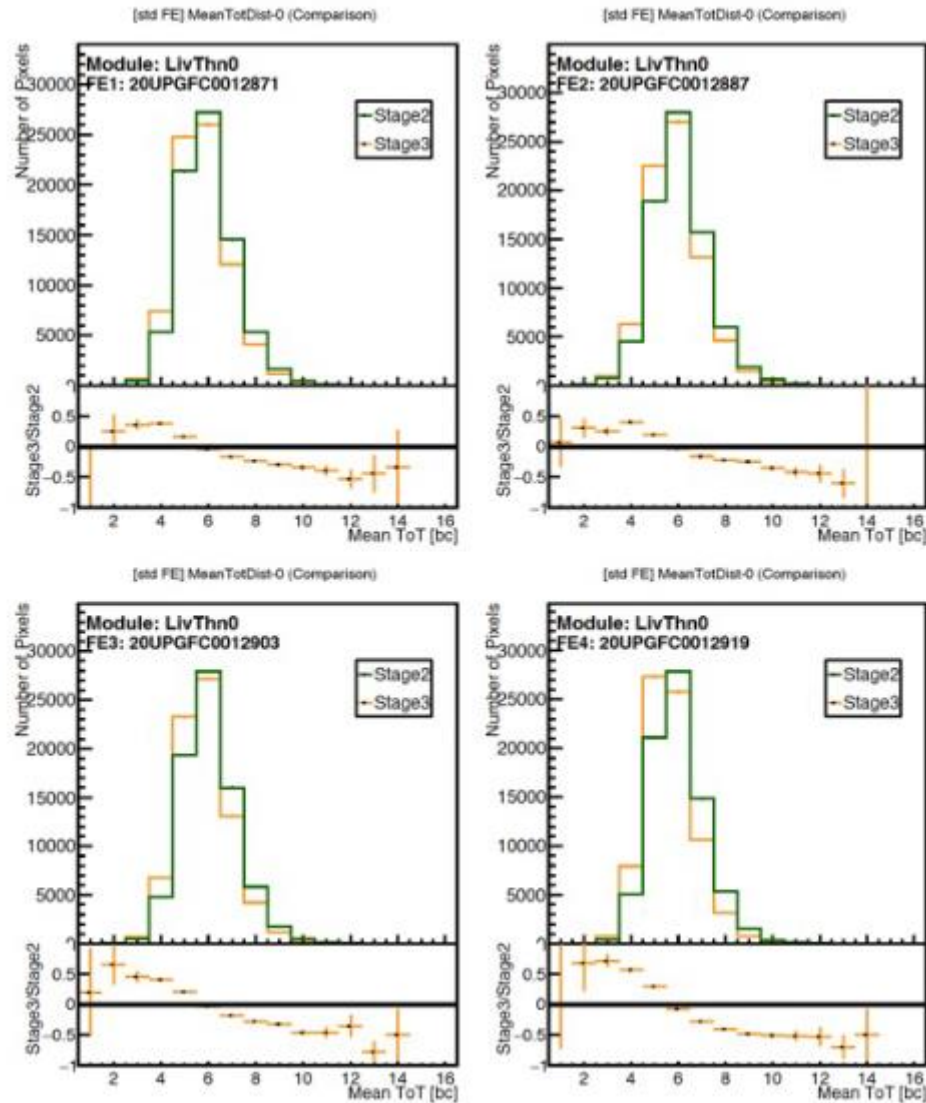 [std FE] MeanTotDist-0 (Comparison)
Number of Pixels
Module: LivThn0
FE1: 20UPGFC0012871
Stage2
Stage3
30000
25000
20000
15000
10000
5000
Stage3/Stage2
0.5
0
−0.5
−1
2 4 6 8 10 12 14 16
Mean ToT [bc]
[std FE] MeanTotDist-0 (Comparison)
Number of Pixels
Module: LivThn0
FE2: 20UPGFC0012887
Stage2
Stage3
30000
25000
20000
15000
10000
5000
Stage3/Stage2
0.5
0
−0.5
−1
2 4 6 8 10 12 14 16
Mean ToT [bc]
[std FE] MeanTotDist-0 (Comparison)
Number of Pixels
Module: LivThn0
FE3: 20UPGFC0012903
Stage2
Stage3
30000
25000
20000
15000
10000
5000
Stage3/Stage2
0.5
0
−0.5
−1
2 4 6 8 10 12 14 16
Mean ToT [bc]
[std FE] MeanTotDist-0 (Comparison)
Number of Pixels
Module: LivThn0
FE4: 20UPGFC0012919
Stage2
Stage3
30000
25000
20000
15000
10000
5000
Stage3/Stage2
0.5
0
−0.5
−1
2 4 6 8 10 12 14 16
Mean ToT [bc]